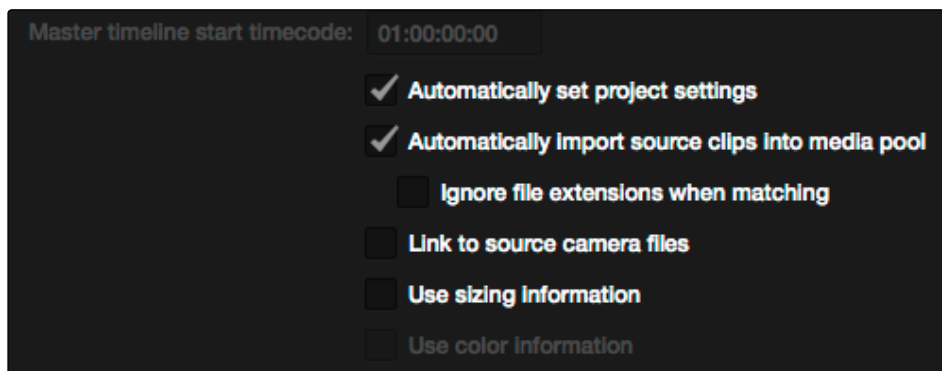 Master timeline start timecode: 01:00:00:00
Automatically set project settings
Automatically import source clips into media pool
Ignore file extensions when matching
Link to source camera files
Use sizing information
Use color information